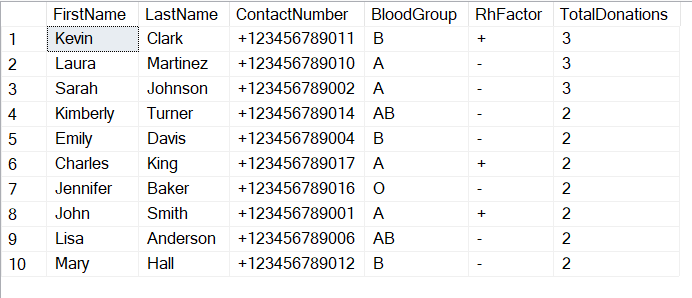 FirstName LastName ContactNumber BloodGroup RhFactor TotalDonations
1 Kevin Clark +123456789011 B + 3
2 Laura Martinez +123456789010 A - 3
3 Sarah Johnson +123456789002 A - 3
4 Kimberly Turner +123456789014 AB - 2
5 Emily Davis +123456789004 B - 2
6 Charles King +123456789017 A + 2
7 Jennifer Baker +123456789016 O - 2
8 John Smith +123456789001 A + 2
9 Lisa Anderson +123456789006 AB - 2
10 Mary Hall +123456789012 B - 2